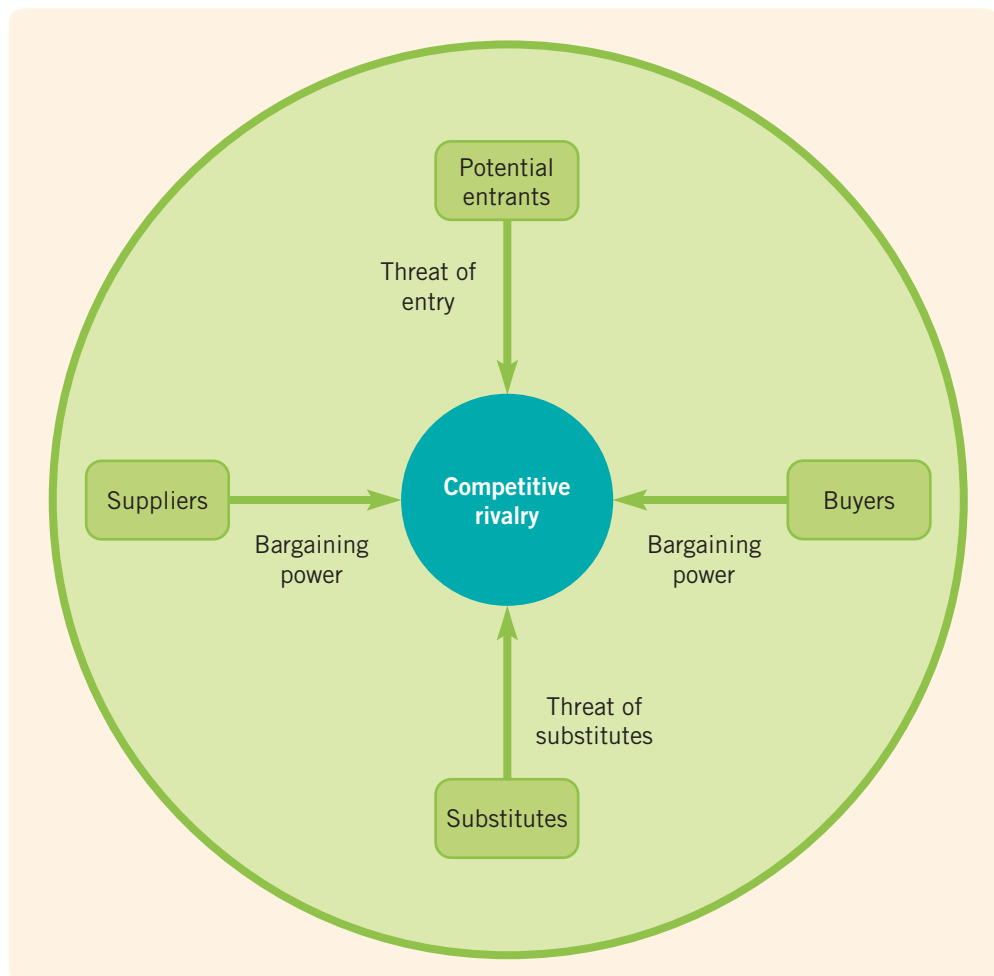 Potential
entrants
Threat of
entry
Suppliers
Bargaining
power
Competitive
rivalry
Buyers
Bargaining
power
Threat of
substitutes
Substitutes